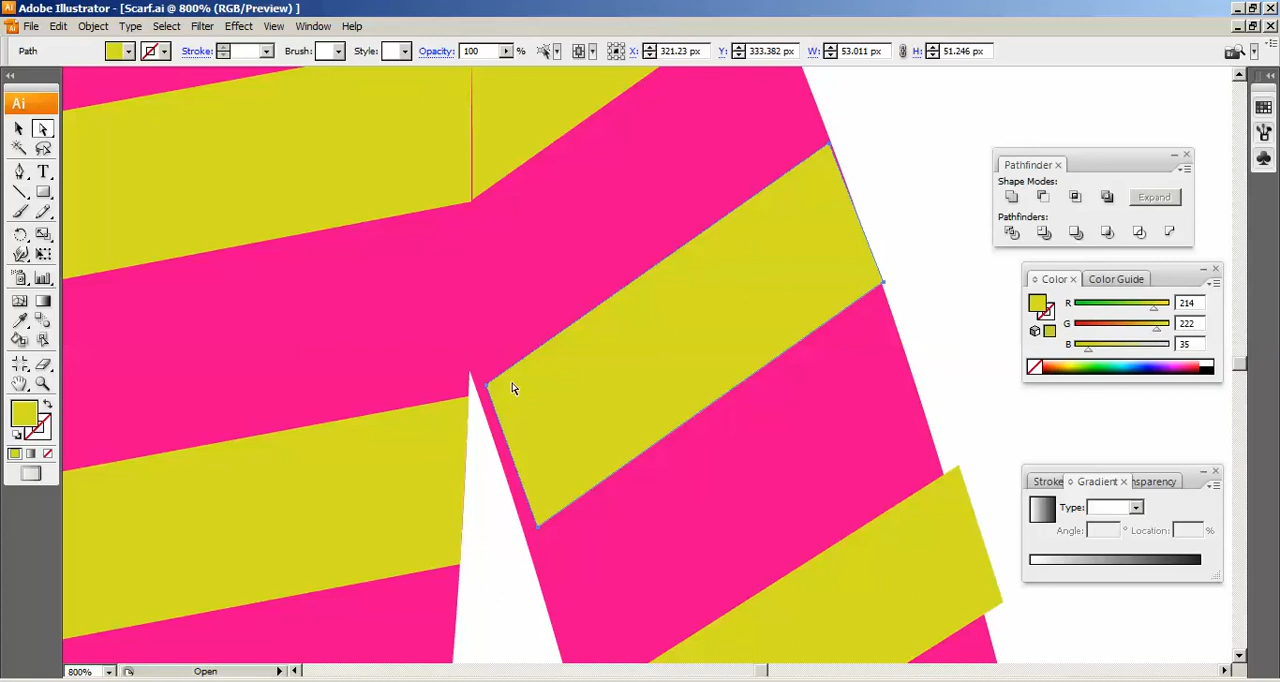 Adobe Illustrator - [Scarf.ai @ 800% (RGB/Preview) ]
File Edit Object Type Select Filter Effect View Window Help
Path Stroke: Brush: Style: Opacity: 100 % X: 321.23 pm Y: 333.382 px W: 53.011 px H: 51.246 px
Ai
Pathfinder
Shape Modes:
Expand
Pathfinders:
Color Color Guide
R 214
G 222
B 35
Stroke Gradient nsparency
Type:
Angle: ° Location: %
800% Open